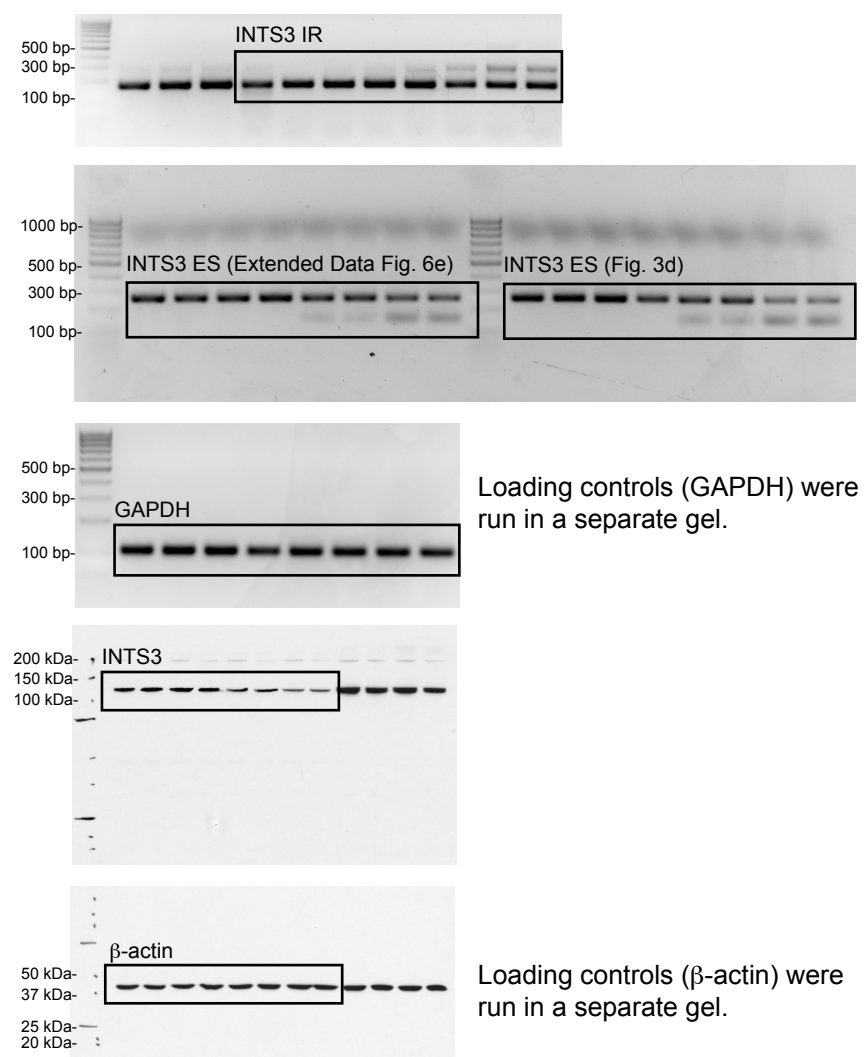 INTS3 IR
500 bp-
300 bp-
100 bp-
1000 bp-
500 bp-
300 bp-
100 bp-
INTS3 ES (Extended Data Fig. 6e)
INTS3 ES (Fig. 3d)
500 bp-
300 bp-
100 bp-
GAPDH
Loading controls (GAPDH) were
run in a separate gel.
200 kDa-
150 kDa-
100 kDa-
INTS3
β-actin
50 kDa-
37 kDa-
25 kDa-
20 kDa-
Loading controls (β-actin) were
run in a separate gel.